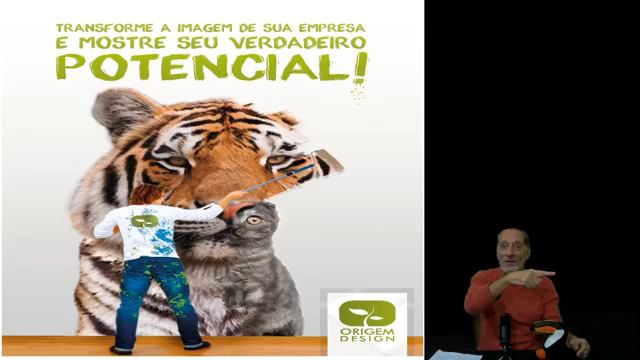 TRANSFORME A IMAGEM DE SUA EMPRESA
E MOSTRE SEU VERDADEIRO
POTENCIAL!
ORIGEM
DESIGN